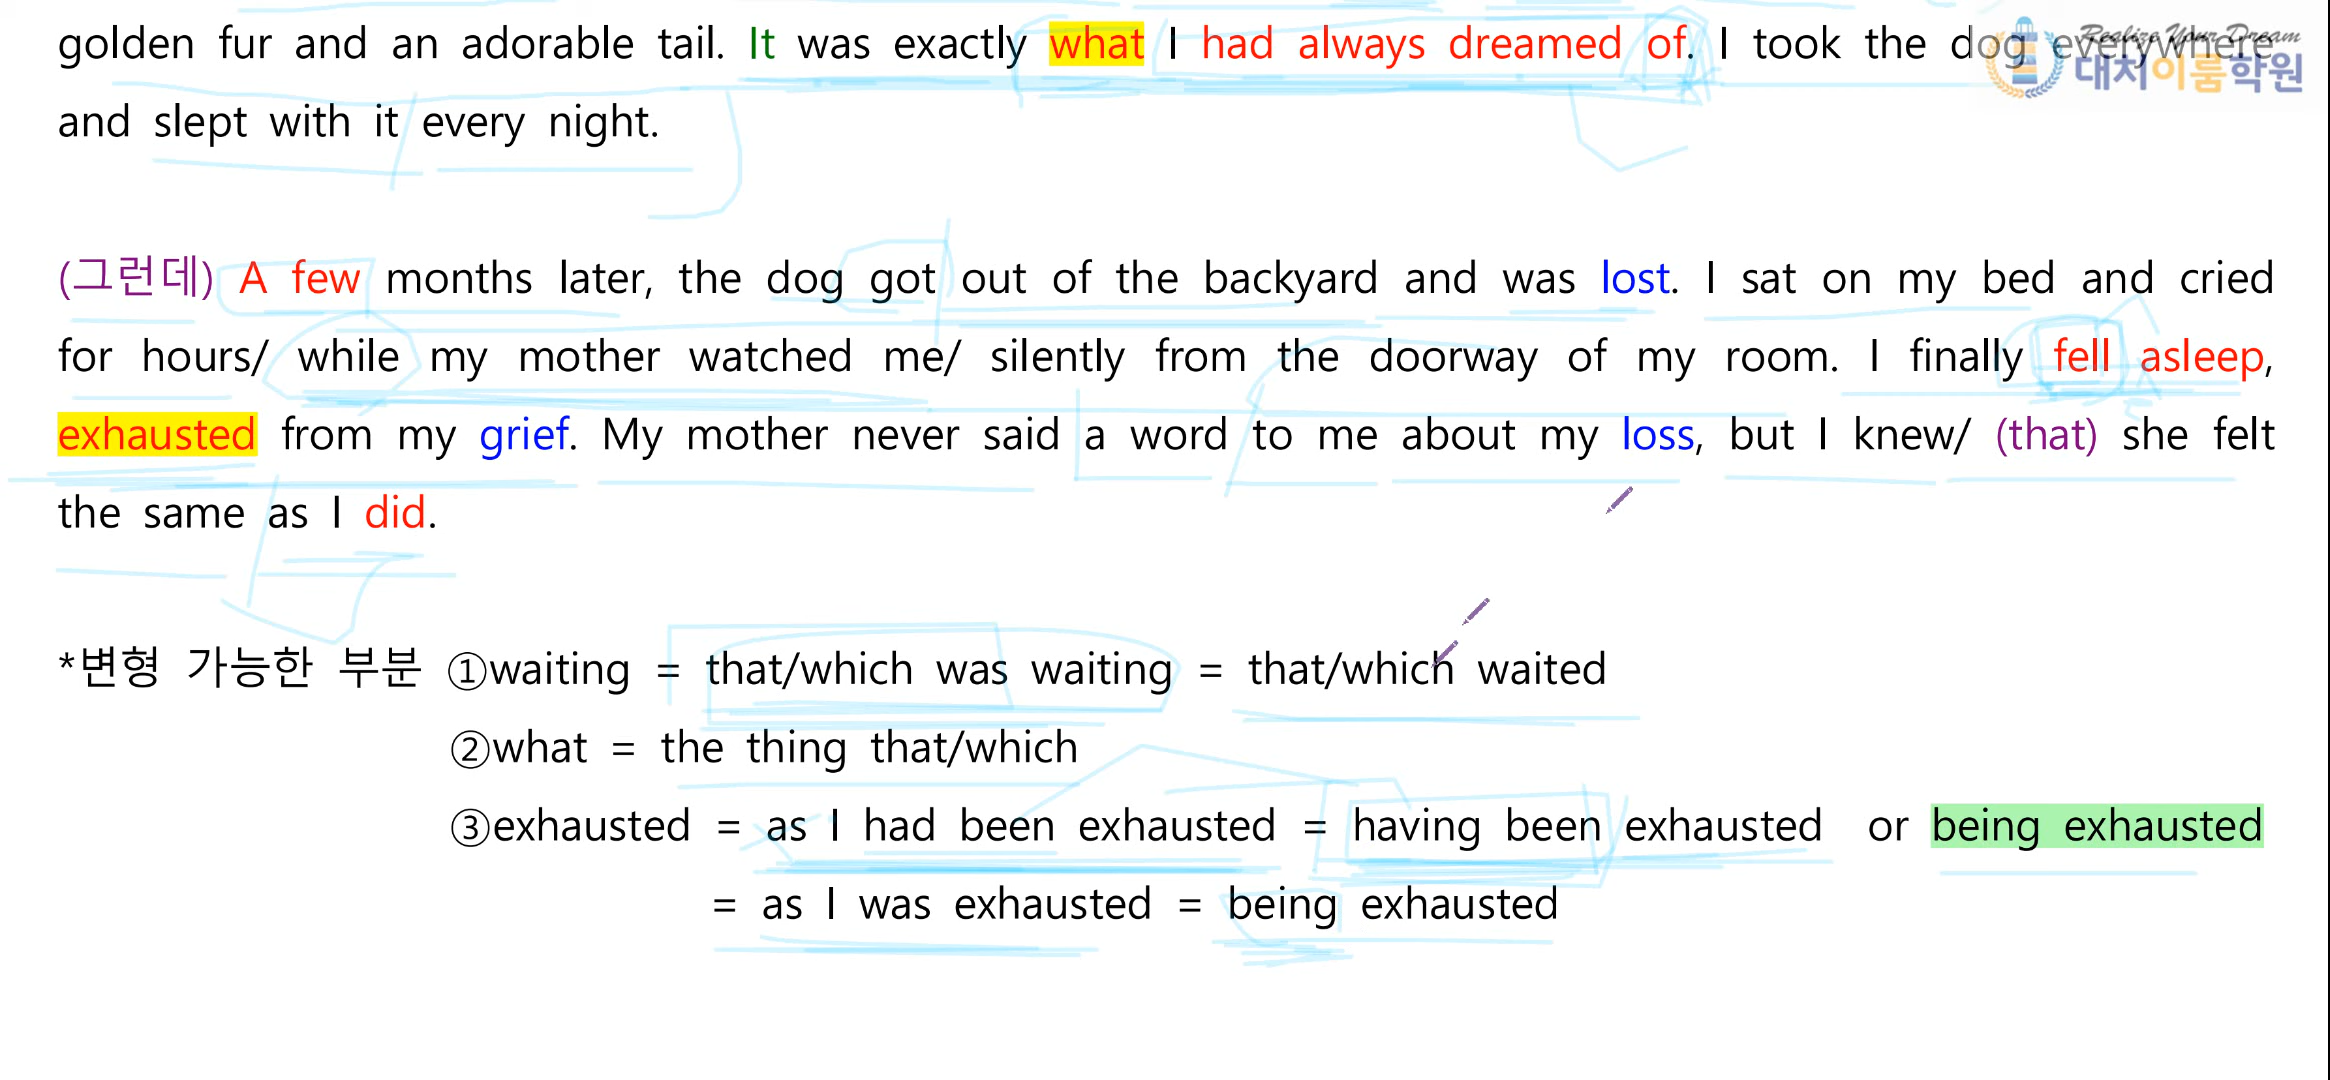 golden fur and an adorable tail. It was exactly what I had always dreamed of. I took the dog everywhere
Realize Your Dream
대치이룸학원
and slept with it every night.
(그런데) A few months later, the dog got out of the backyard and was lost. I sat on my bed and cried
for hours/ while my mother watched me/ silently from the doorway of my room. I finally fell asleep,
exhausted from my grief. My mother never said a word to me about my loss, but I knew/ (that) she felt
the same as I did.
*변형 가능한 부분 ①waiting = that/which was waiting = that/which waited
②what = the thing that/which
③exhausted = as I had been exhausted = having been exhausted or being exhausted
= as I was exhausted = being exhausted